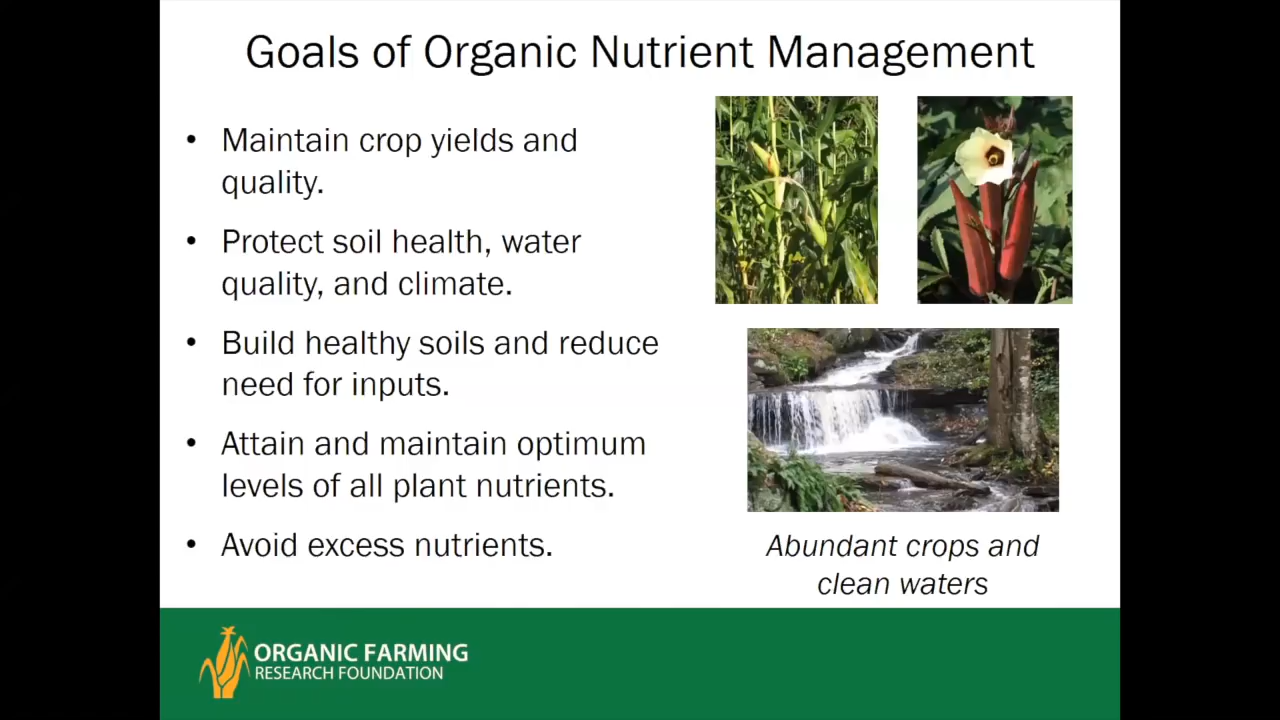 Goals of Organic Nutrient Management
• Maintain crop yields and
quality.
• Protect soil health, water
quality, and climate.
• Build healthy soils and reduce
need for inputs.
• Attain and maintain optimum
levels of all plant nutrients.
• Avoid excess nutrients.
Abundant crops and
clean waters
ORGANIC FARMING
RESEARCH FOUNDATION